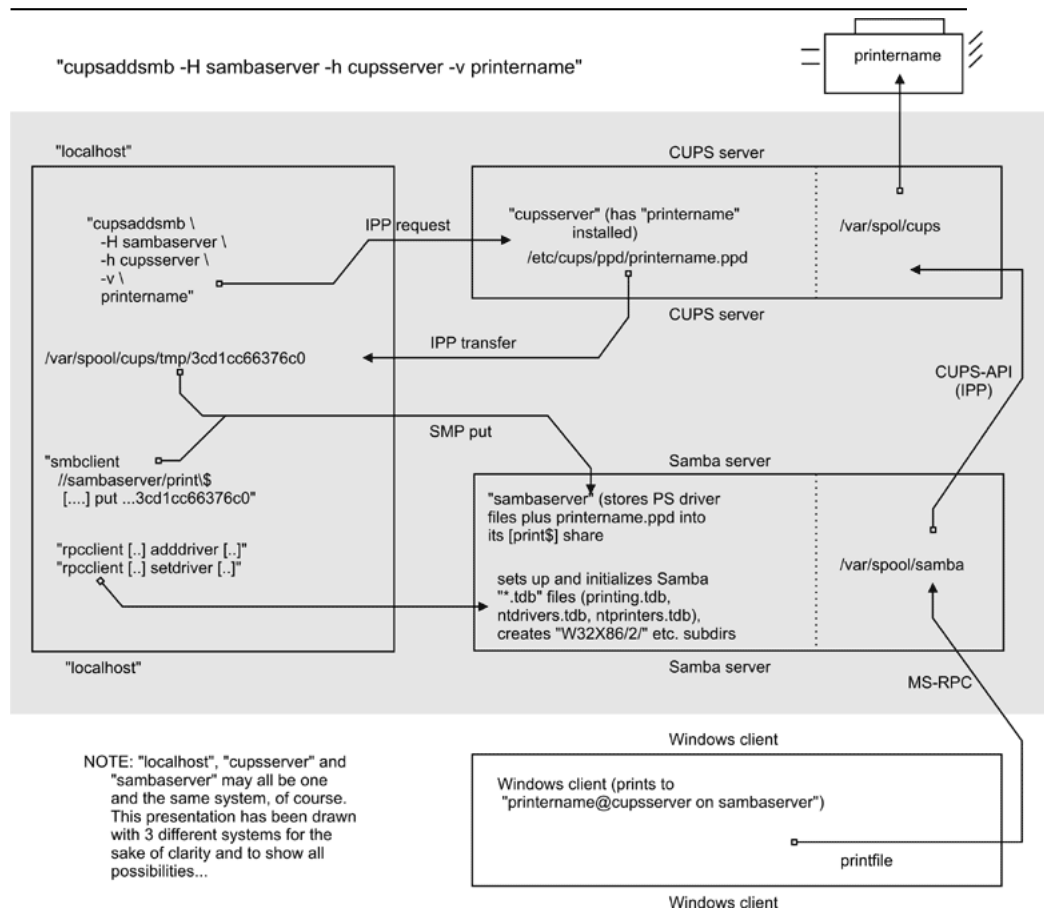 "cupsaddsmb -H sambaserver -h cupsserver -v printername"
printername
"localhost"
"cupsaddsmb \
-H sambaserver \
-h cupsserver \
-v \
printername"
IPP request
CUPS server
"cupsserver" (has "printername"
installed)
/etc/cups/ppd/printername.ppd
/var/spol/cups
CUPS server
IPP transfer
/var/spool/cups/tmp/3cd1cc66376c0
CUPS-API
(IPP)
SMP put
"smbclient
//sambaserver/print\$
[....] put ...3cd1cc66376c0"
"rpcclient [..] adddriver [..]"
"rpcclient [..] setdriver [..]"
"localhost"
Samba server
"sambaserver" (stores PS driver
files plus printername.ppd into
its [print$] share
sets up and initializes Samba
"*.tdb" files (printing.tdb,
ntdrivers.tdb, ntprinters.tdb),
creates "W32X86/2/" etc. subdirs
/var/spool/samba
Samba server
MS-RPC
NOTE: "localhost", "cupsserver" and
"sambaserver" may all be one
and the same system, of course.
This presentation has been drawn
with 3 different systems for the
sake of clarity and to show all
possibilities...
Windows client
Windows client (prints to
"printername@cupsserver on sambaserver")
printfile
Windows client